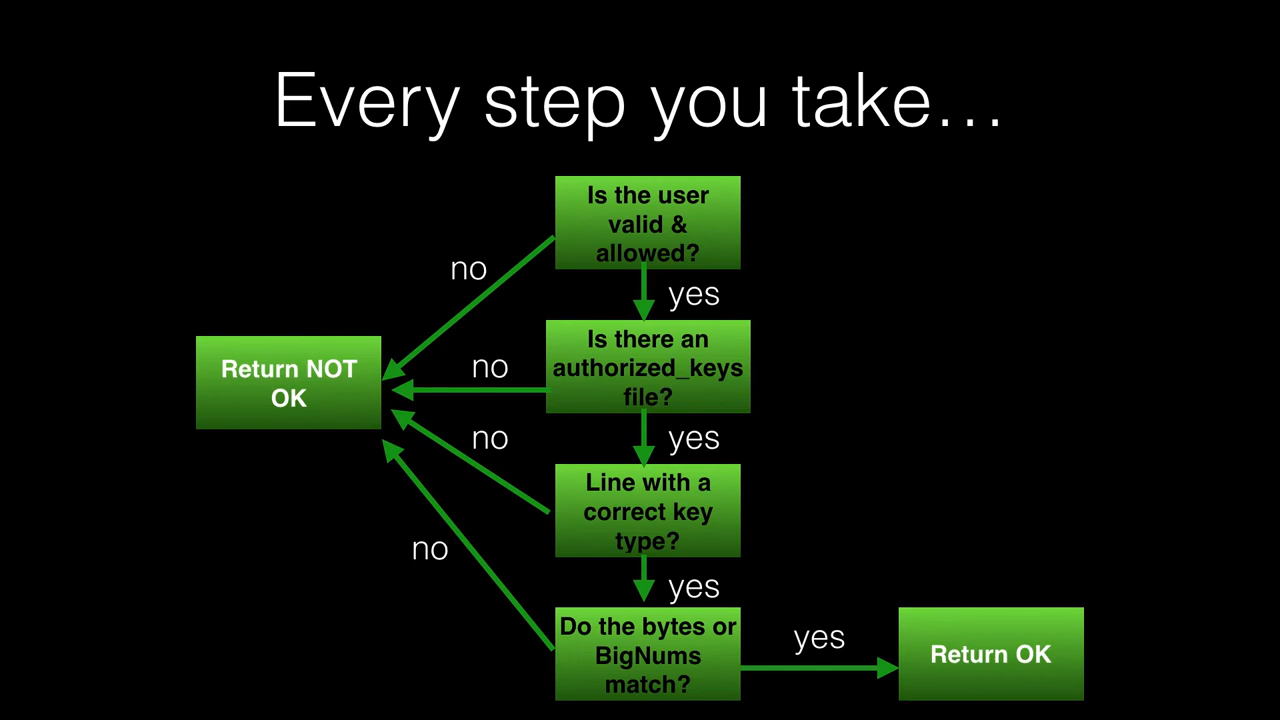 Every step you take…
Is the user
valid &
allowed?
no
yes
Is there an
authorized_keys
file?
no
Return NOT
OK
no
yes
Line with a
correct key
type?
no
yes
Do the bytes or
BigNums
match?
yes
Return OK